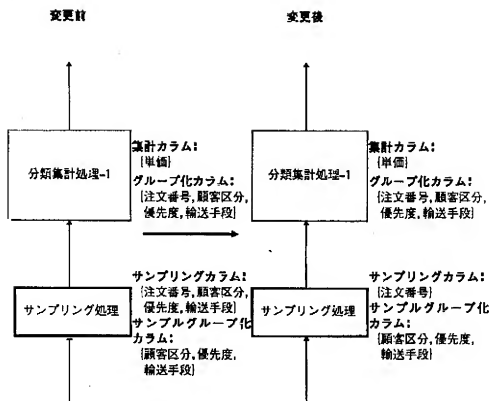 変更前
変更後
分類集計処理-1
集計カラム:
{単価}
グループ化カラム:
{注文番号,顧客区分,
優先度,輸送手段}
サンプリング処理
サンプリングカラム:
{注文番号,顧客区分,
優先度,輸送手段}
サンプルグループ化
カラム:
{顧客区分,優先度,
輸送手段}
分類集計処理-1
集計カラム:
{単価}
グループ化カラム:
{注文番号,顧客区分,
優先度,輸送手段}
サンプリング処理
サンプリングカラム:
{注文番号}
サンプルグループ化
カラム:
{顧客区分,優先度,
輸送手段}